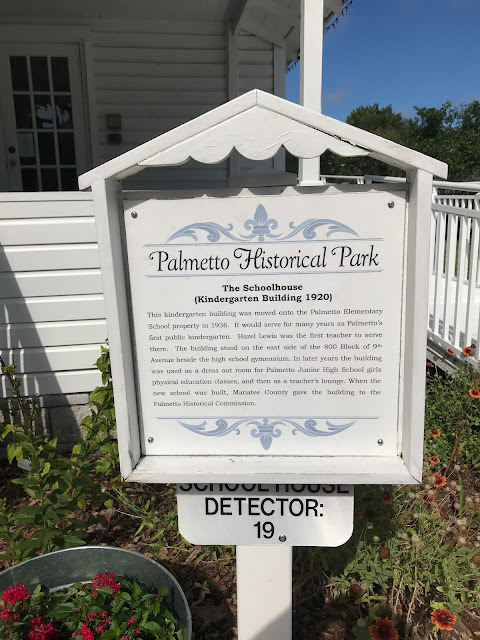 Palmetto Historical Park
The Schoolhouse
(Kindergarten Building 1920)
This kindergarten building was moved onto the Palmetto Elementary
School property in 1936. It would serve for many years as Palmetto's
first public kindergarten. Hazel Lewis was the first teacher to serve
there. The building stood on the east side of the 800 Block of 9th
Avenue beside the high school gymnasium. In later years the building
was used as a dress out room for Palmetto Junior High School girls
physical education classes, and then as a teacher's lounge. When the
new school was built, Manatee County gave the building to the
Palmetto Historical Commission.
SCHOOL HOUSE
DETECTOR:
19